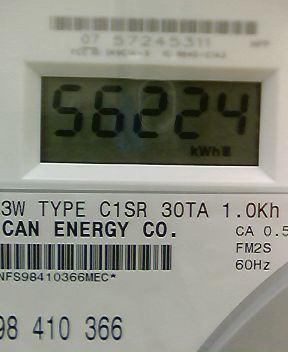 07 57245311
56224
kWh
3W TYPE C1SR 30TA 1.0Kh
CAN ENERGY CO. CA 0.5
FM2S
NFS98410366MEC* 60Hz
98 410 366